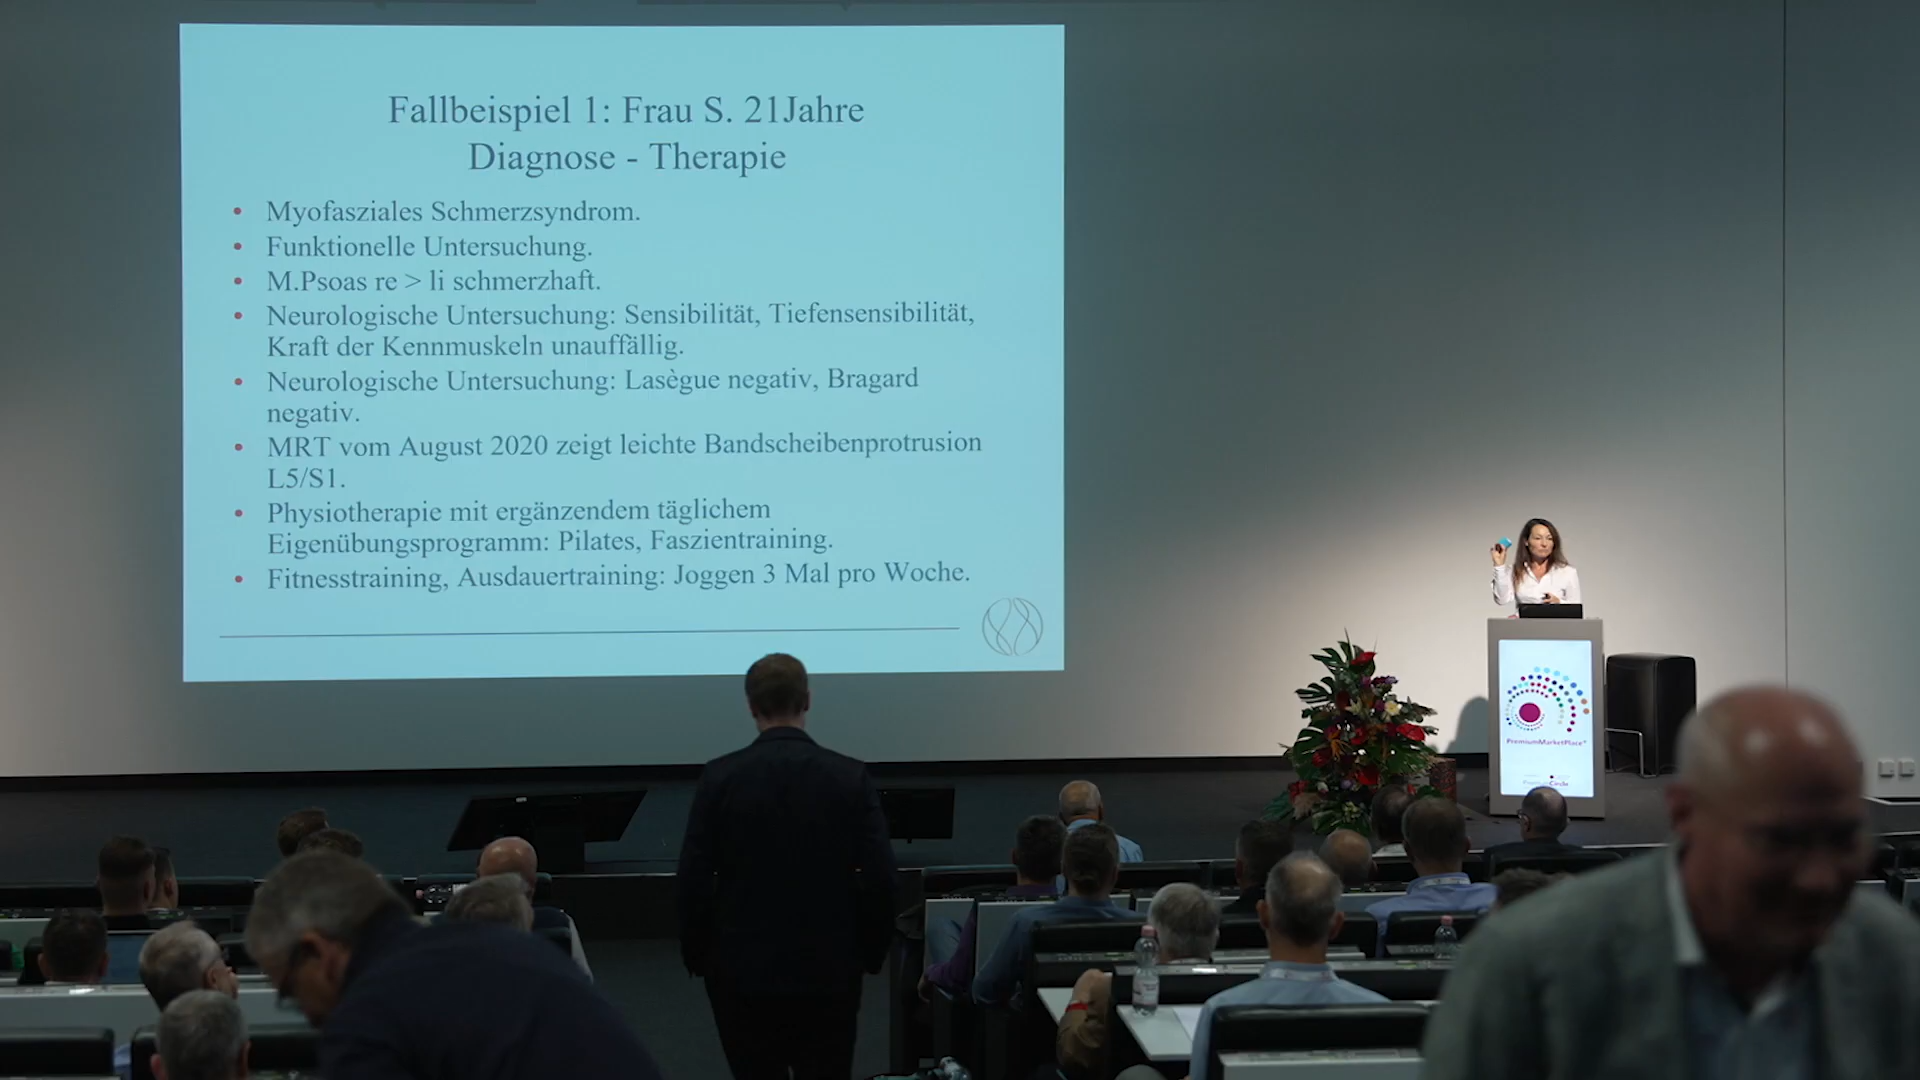 Fallbeispiel 1: Frau S. 21Jahre
Diagnose - Therapie
• Myofasziales Schmerzsyndrom.
• Funktionelle Untersuchung.
• M.Psoas re > li schmerzhaft.
• Neurologische Untersuchung: Sensibilität, Tiefensensibilität,
Kraft der Kennmuskeln unauffällig.
• Neurologische Untersuchung: Lasègue negativ, Bragard
negativ.
• MRT vom August 2020 zeigt leichte Bandscheibenprotrusion
L5/S1.
• Physiotherapie mit ergänzendem täglichem
Eigenübungsprogramm: Pilates, Faszientraining.
• Fitnesstraining, Ausdauertraining: Joggen 3 Mal pro Woche.
PremiumMarketPlace
PremiumCircle